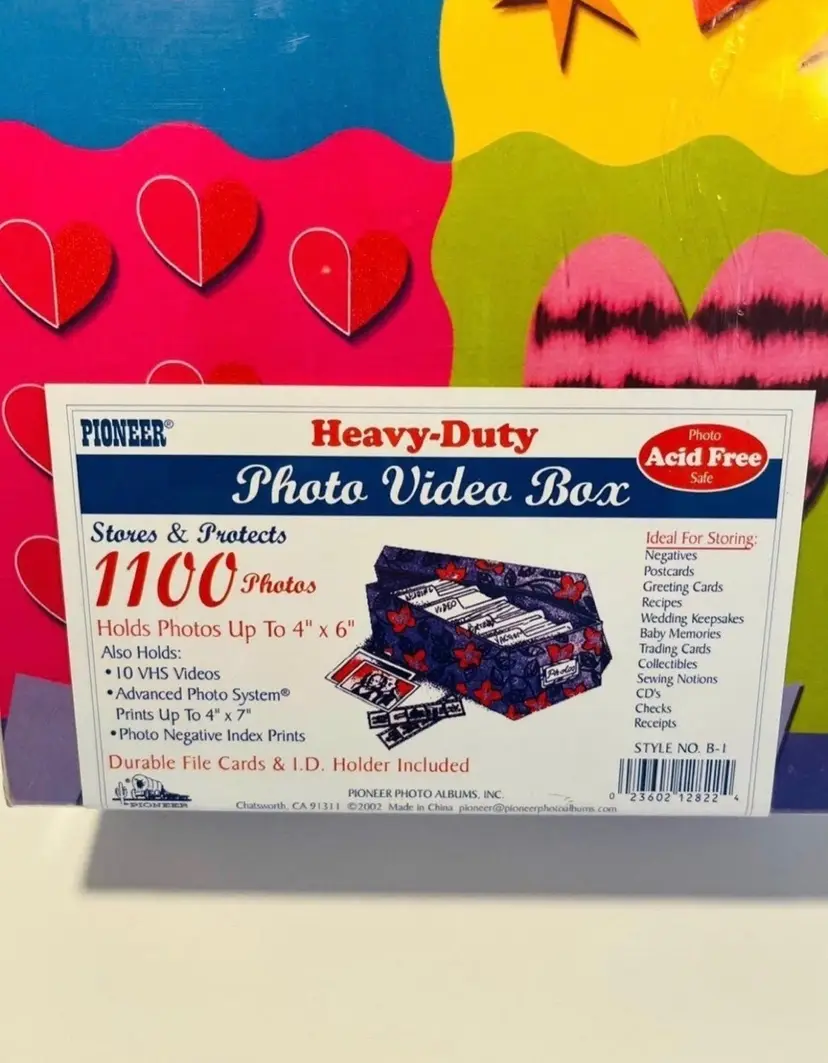 PIONEER®
Heavy-Duty
Photo
Acid Free
Safe
Photo Video Box
Stores & Protects
1100 Photos
Holds Photos Up To 4" x 6"
Also Holds:
• 10 VHS Videos
• Advanced Photo System®
Prints Up To 4" x 7"
• Photo Negative Index Prints
Durable File Cards & I.D. Holder Included
VIDEO
Photos
Ideal For Storing:
Negatives
Postcards
Greeting Cards
Recipes
Wedding Keepsakes
Baby Memories
Trading Cards
Collectibles
Sewing Notions
CD's
Checks
Receipts
STYLE NO. B-1
0 23602 12822 4
PIONEER
PIONEER PHOTO ALBUMS, INC.
Chatsworth, CA 91311 ©2002 Made in China pioneer@pioneerphotoalbums.com